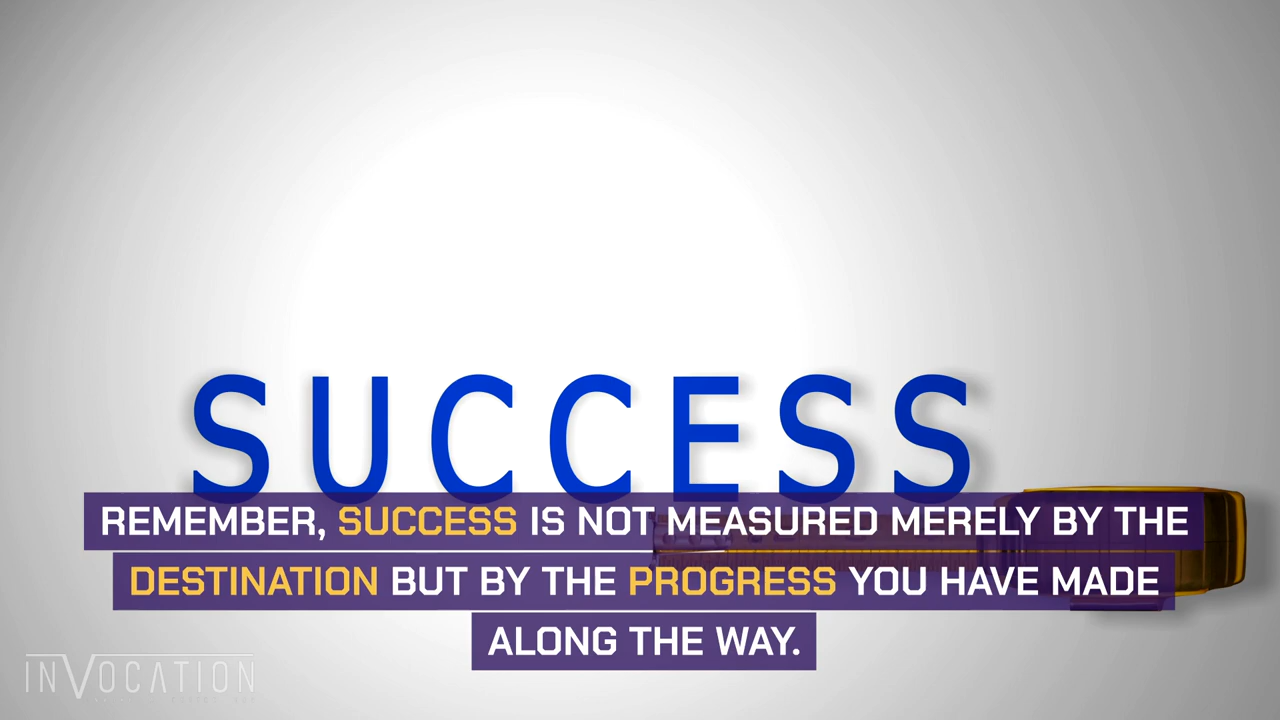 SUCCESS
REMEMBER, SUCCESS IS NOT MEASURED MERELY BY THE
DESTINATION BUT BY THE PROGRESS YOU HAVE MADE
ALONG THE WAY.
INVOCATION